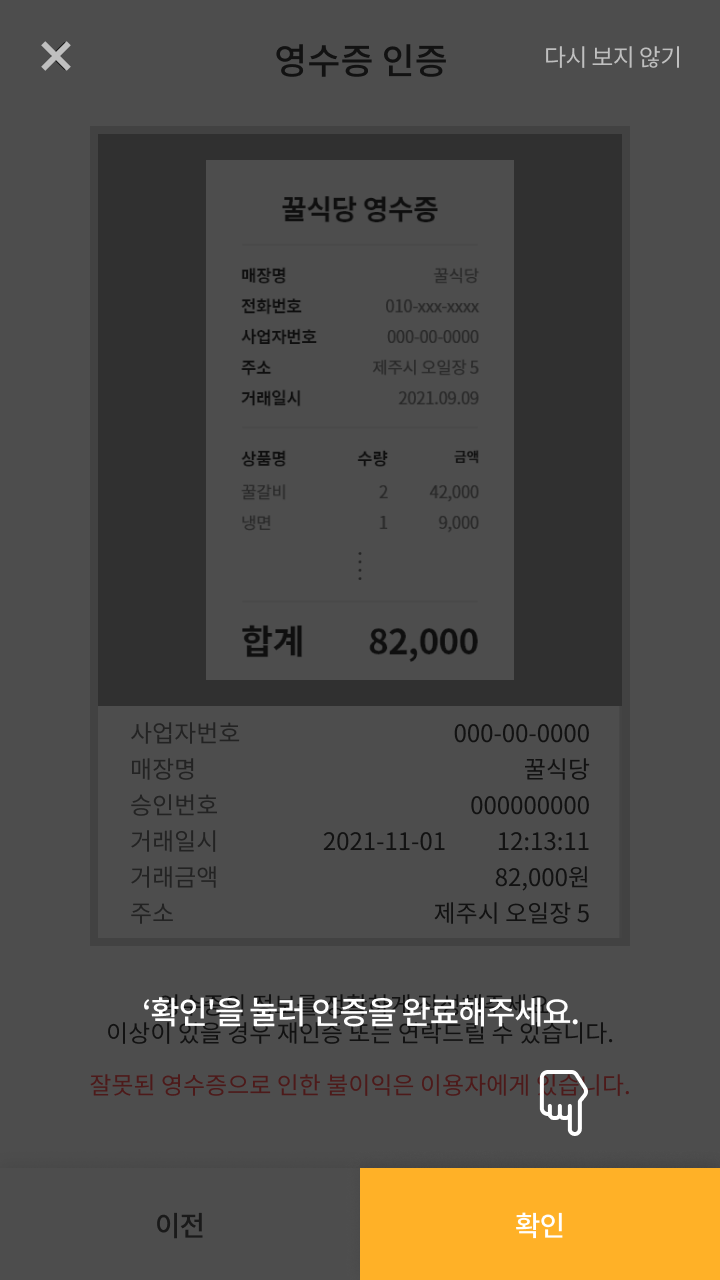 영수증 인증
다시 보지 않기
꿀식당 영수증
매장명 꿀식당
전화번호 010-xxx-xxxx
사업자번호 000-00-0000
주소 제주시 오일장 5
거래일시 2021.09.09
상품명 수량 금액
꿀갈비 2 42,000
냉면 1 9,000
합계 82,000
사업자번호 000-00-0000
매장명 꿀식당
승인번호 000000000
거래일시 2021-11-01 12:13:11
거래금액 82,000원
주소 제주시 오일장 5
‘확인'을 눌러 인증을 완료해주세요.
이상이 있을 경우 재인증 또는 연락드릴 수 있습니다.
잘못된 영수증으로 인한 불이익은 이용자에게 있습니다.
이전
확인